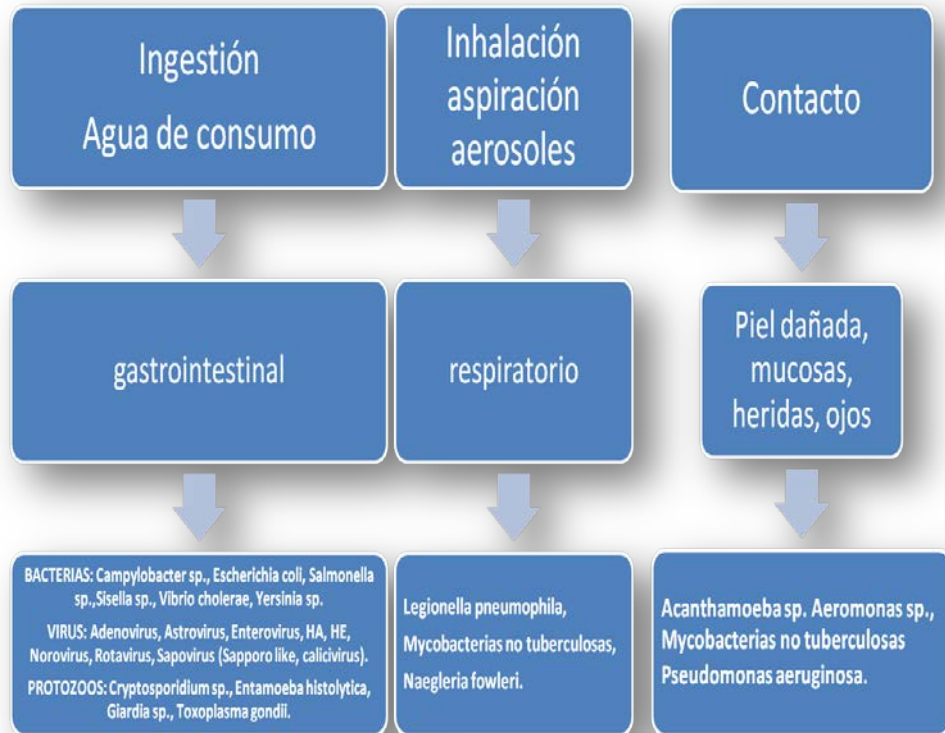 Ingestión
Agua de consumo
Inhalación
aspiración
aerosoles
Contacto
gastrointestinal
respiratorio
Piel dañada,
mucosas,
heridas, ojos
BACTERIAS: Campylobacter sp., Escherichia coli, Salmonella
sp.,Sisella sp., Vibrio cholerae, Yersinia sp.
VIRUS: Adenovirus, Astrovirus, Enterovirus, HA, HE,
Norovirus, Rotavirus, Sapovirus (Sapporo like, calicivirus).
PROTOZOOS: Cryptosporidium sp., Entamoeba histolytica,
Giardia sp., Toxoplasma gondii.
Legionella pneumophila,
Mycobacterias no tuberculosas,
Naegleria fowleri.
Acanthamoeba sp. Aeromonas sp.,
Mycobacterias no tuberculosas
Pseudomonas aeruginosa.